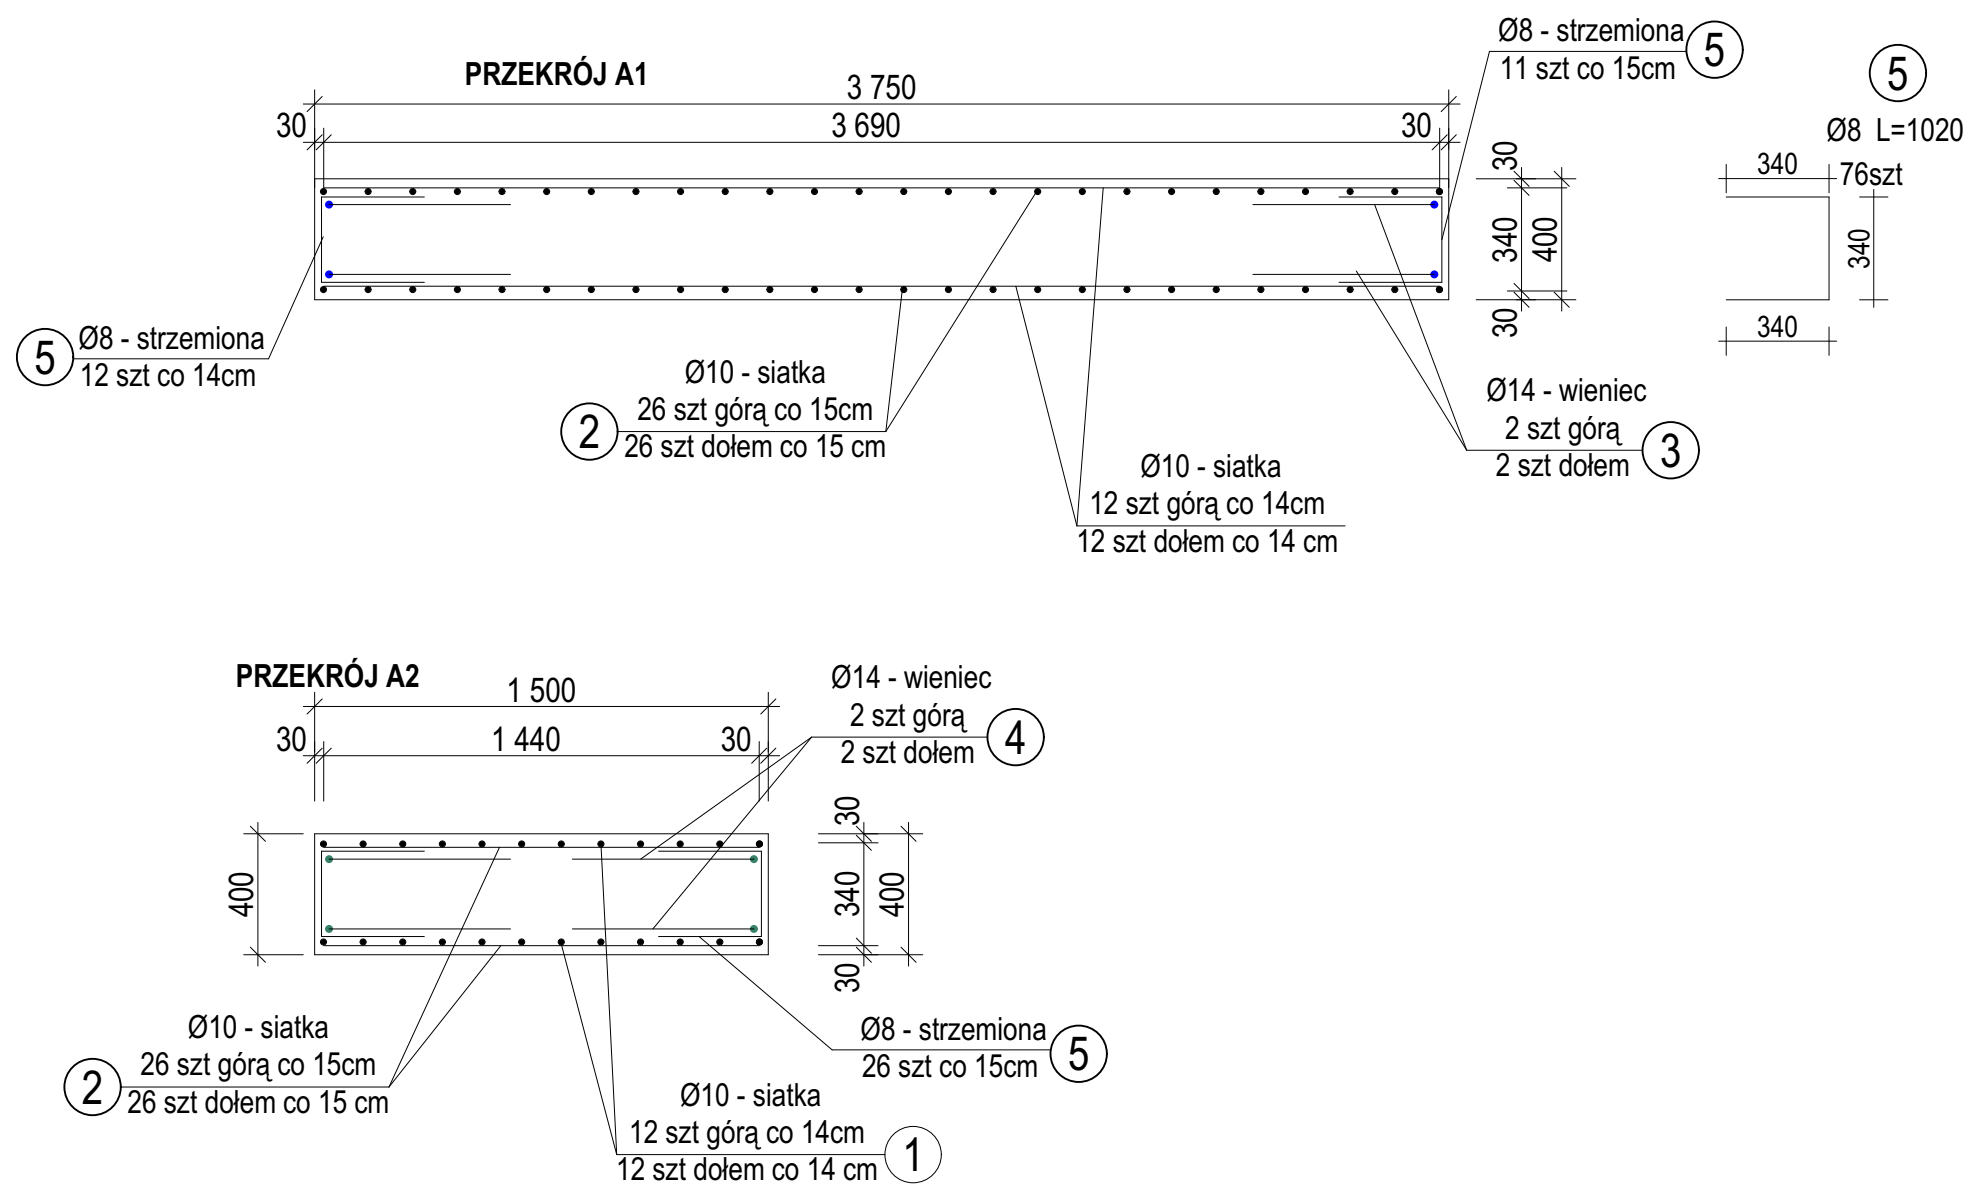 PRZEKRÓJ A1
3 750
30
3 690
30
Ø8 - strzemiona
11 szt co 15cm
5
5
Ø8 L=1020
76szt
340
340
340
30
340
400
30
5
Ø8 - strzemiona
12 szt co 14cm
2
Ø10 - siatka
26 szt górą co 15cm
26 szt dołem co 15 cm
Ø10 - siatka
12 szt górą co 14cm
12 szt dołem co 14 cm
Ø14 - wieniec
2 szt górą
2 szt dołem
3
PRZEKRÓJ A2
1 500
30
1 440
30
Ø14 - wieniec
2 szt górą
2 szt dołem
4
400
30
340
400
30
2
Ø10 - siatka
26 szt górą co 15cm
26 szt dołem co 15 cm
Ø8 - strzemiona
26 szt co 15cm
5
Ø10 - siatka
12 szt górą co 14cm
12 szt dołem co 14 cm
1